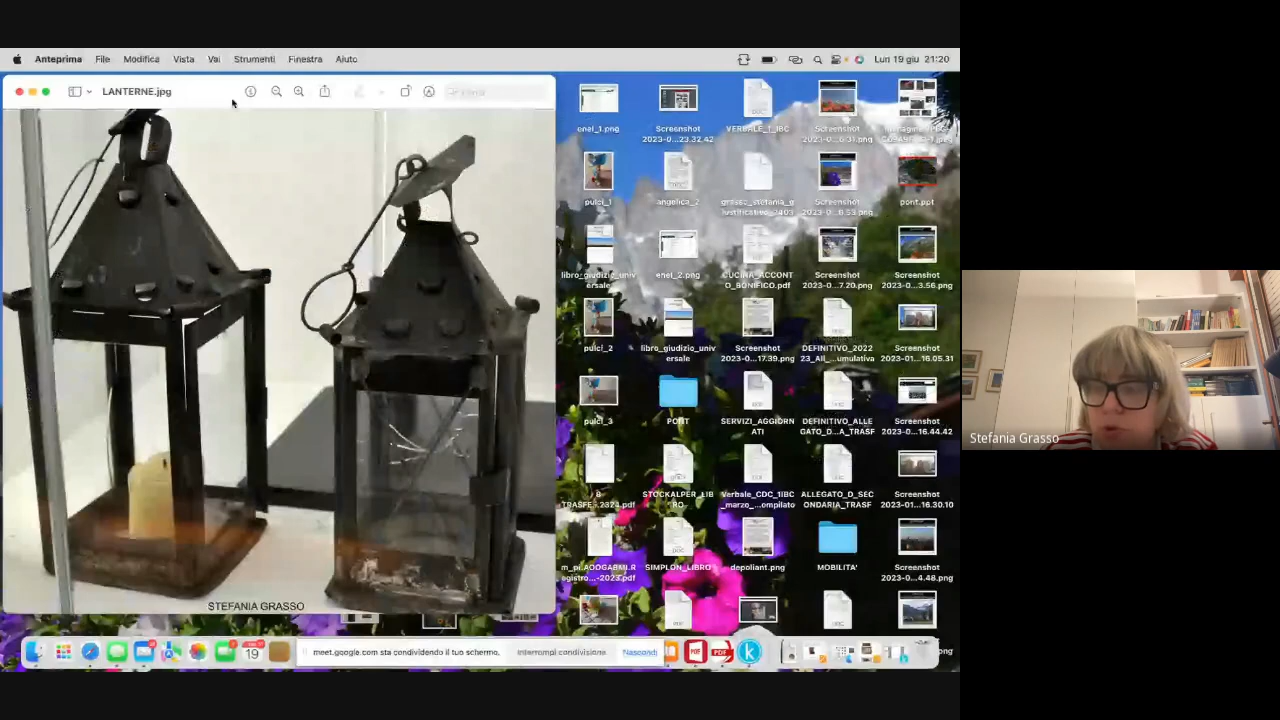 Anteprima File Modifica Vista Vai Strumenti Finestra Aiuto
Lun 19 giu 21:20
LANTERNE.jpg
STEFANIA GRASSO
enel_1.png
Screenshot
2023-0...23.32.42
VERBALE_1_IBC
Screenshot
pulci_1
angelica_2
pont.ppt
Screenshot
libro_giudizio_univ
ersale
enel_2.png
CUCINA_ACCONT
O_BONIFICO.pdf
Screenshot
2023-0...7.20.png
Screenshot
2023-0...3.56.png
pulci_2
libro_giudizio_univ
ersale
Screenshot
2023-0...17.39.png
DEFINITIVO_2022
23_All_...umulativa
Screenshot
2023-01...16.05.31
pulci_3
PONT
SERVIZI_AGGIORN
ATI
DEFINITIVO_ALLE
GATO_D...A_TRASF
Screenshot
2023-0...16.44.42
STOCKALPER_LIB
RO
Verbale_CDC_1IBC
_marzo_...ompilato
ALLEGATO_D_SEC
ONDARIA_TRASF
Screenshot
2023-01...16.30.10
SIMPLON_LIBRO
depoliant.png
MOBILITA'
Screenshot
2023-0...4.48.png
meet.google.com sta condividendo il tuo schermo.
Interrompi condivisione
Nascondi
Stefania Grasso